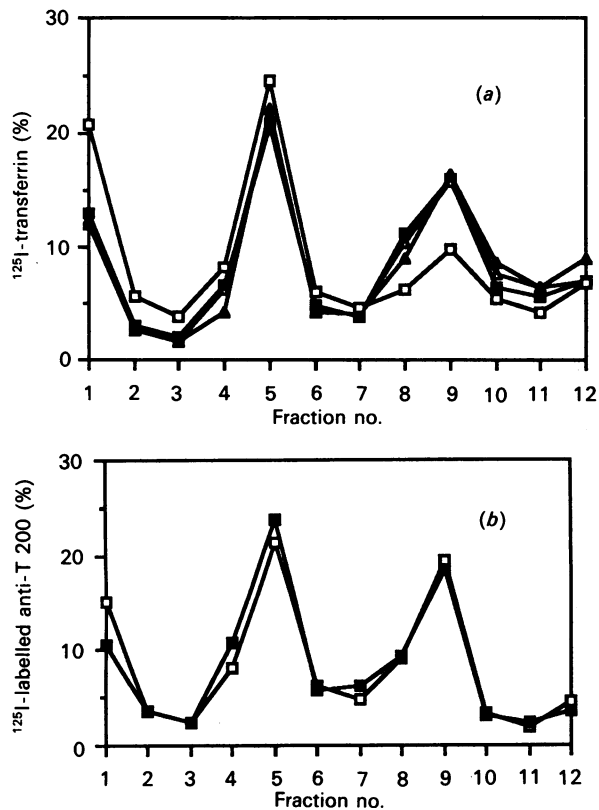 30
20
10
0
¹²⁵I-transferrin (%)
(a)
1 2 3 4 5 6 7 8 9 10 11 12
Fraction no.
30
20
10
0
¹²⁵I-labelled anti-T 200 (%)
(b)
1 2 3 4 5 6 7 8 9 10 11 12
Fraction no.